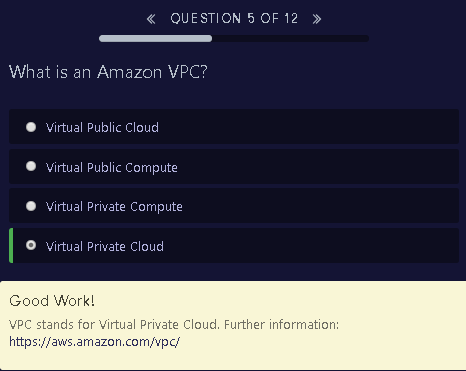 « QUESTION 5 OF 12 »
What is an Amazon VPC?
Virtual Public Cloud
Virtual Public Compute
Virtual Private Compute
Virtual Private Cloud
Good Work!
VPC stands for Virtual Private Cloud. Further information:
https://aws.amazon.com/vpc/